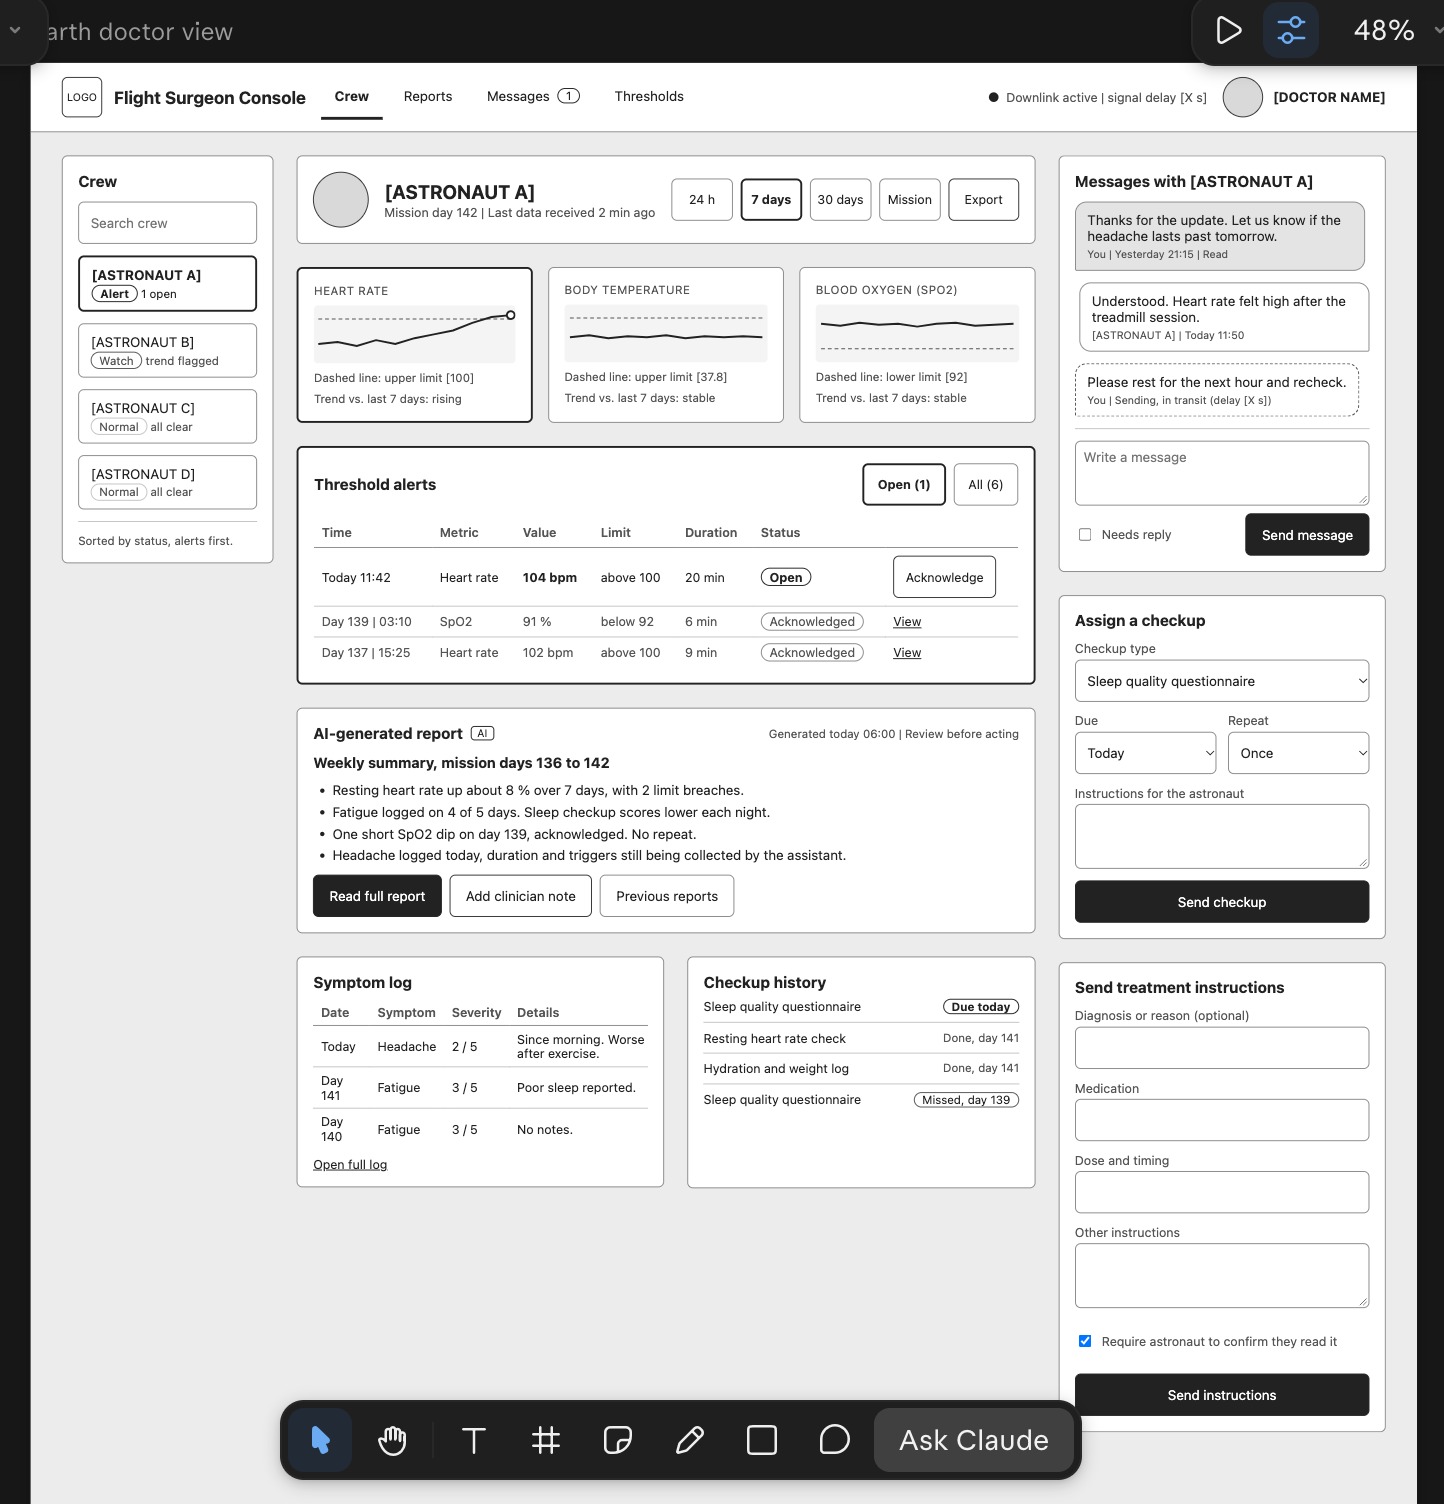 arth doctor view
48%
LOGO
Flight Surgeon Console
Crew
Reports
Messages 1
Thresholds
Downlink active | signal delay [X s]
[DOCTOR NAME]
Crew
Search crew
[ASTRONAUT A]
Alert 1 open
[ASTRONAUT B]
Watch trend flagged
[ASTRONAUT C]
Normal all clear
[ASTRONAUT D]
Normal all clear
Sorted by status, alerts first.
[ASTRONAUT A]
Mission day 142 | Last data received 2 min ago
24 h
7 days
30 days
Mission
Export
HEART RATE
Dashed line: upper limit [100]
Trend vs. last 7 days: rising
BODY TEMPERATURE
Dashed line: upper limit [37.8]
Trend vs. last 7 days: stable
BLOOD OXYGEN (SPO2)
Dashed line: lower limit [92]
Trend vs. last 7 days: stable
Threshold alerts
Open (1)
All (6)
Time Metric Value Limit Duration Status
Today 11:42 Heart rate 104 bpm above 100 20 min Open Acknowledge
Day 139 | 03:10 SpO2 91 % below 92 6 min Acknowledged View
Day 137 | 15:25 Heart rate 102 bpm above 100 9 min Acknowledged View
AI-generated report AI
Generated today 06:00 | Review before acting
Weekly summary, mission days 136 to 142
• Resting heart rate up about 8 % over 7 days, with 2 limit breaches.
• Fatigue logged on 4 of 5 days. Sleep checkup scores lower each night.
• One short SpO2 dip on day 139, acknowledged. No repeat.
• Headache logged today, duration and triggers still being collected by the assistant.
Read full report
Add clinician note
Previous reports
Symptom log
Date Symptom Severity Details
Today Headache 2 / 5 Since morning. Worse
after exercise.
Day
141 Fatigue 3 / 5 Poor sleep reported.
Day
140 Fatigue 3 / 5 No notes.
Open full log
Checkup history
Sleep quality questionnaire Due today
Resting heart rate check Done, day 141
Hydration and weight log Done, day 141
Sleep quality questionnaire Missed, day 139
Messages with [ASTRONAUT A]
Thanks for the update. Let us know if the
headache lasts past tomorrow.
You | Yesterday 21:15 | Read
Understood. Heart rate felt high after the
treadmill session.
[ASTRONAUT A] | Today 11:50
Please rest for the next hour and recheck.
You | Sending, in transit (delay [X s])
Write a message
Needs reply
Send message
Assign a checkup
Checkup type
Sleep quality questionnaire
Due Repeat
Today Once
Instructions for the astronaut
Send checkup
Send treatment instructions
Diagnosis or reason (optional)
Medication
Dose and timing
Other instructions
Require astronaut to confirm they read it
Send instructions
Ask Claude